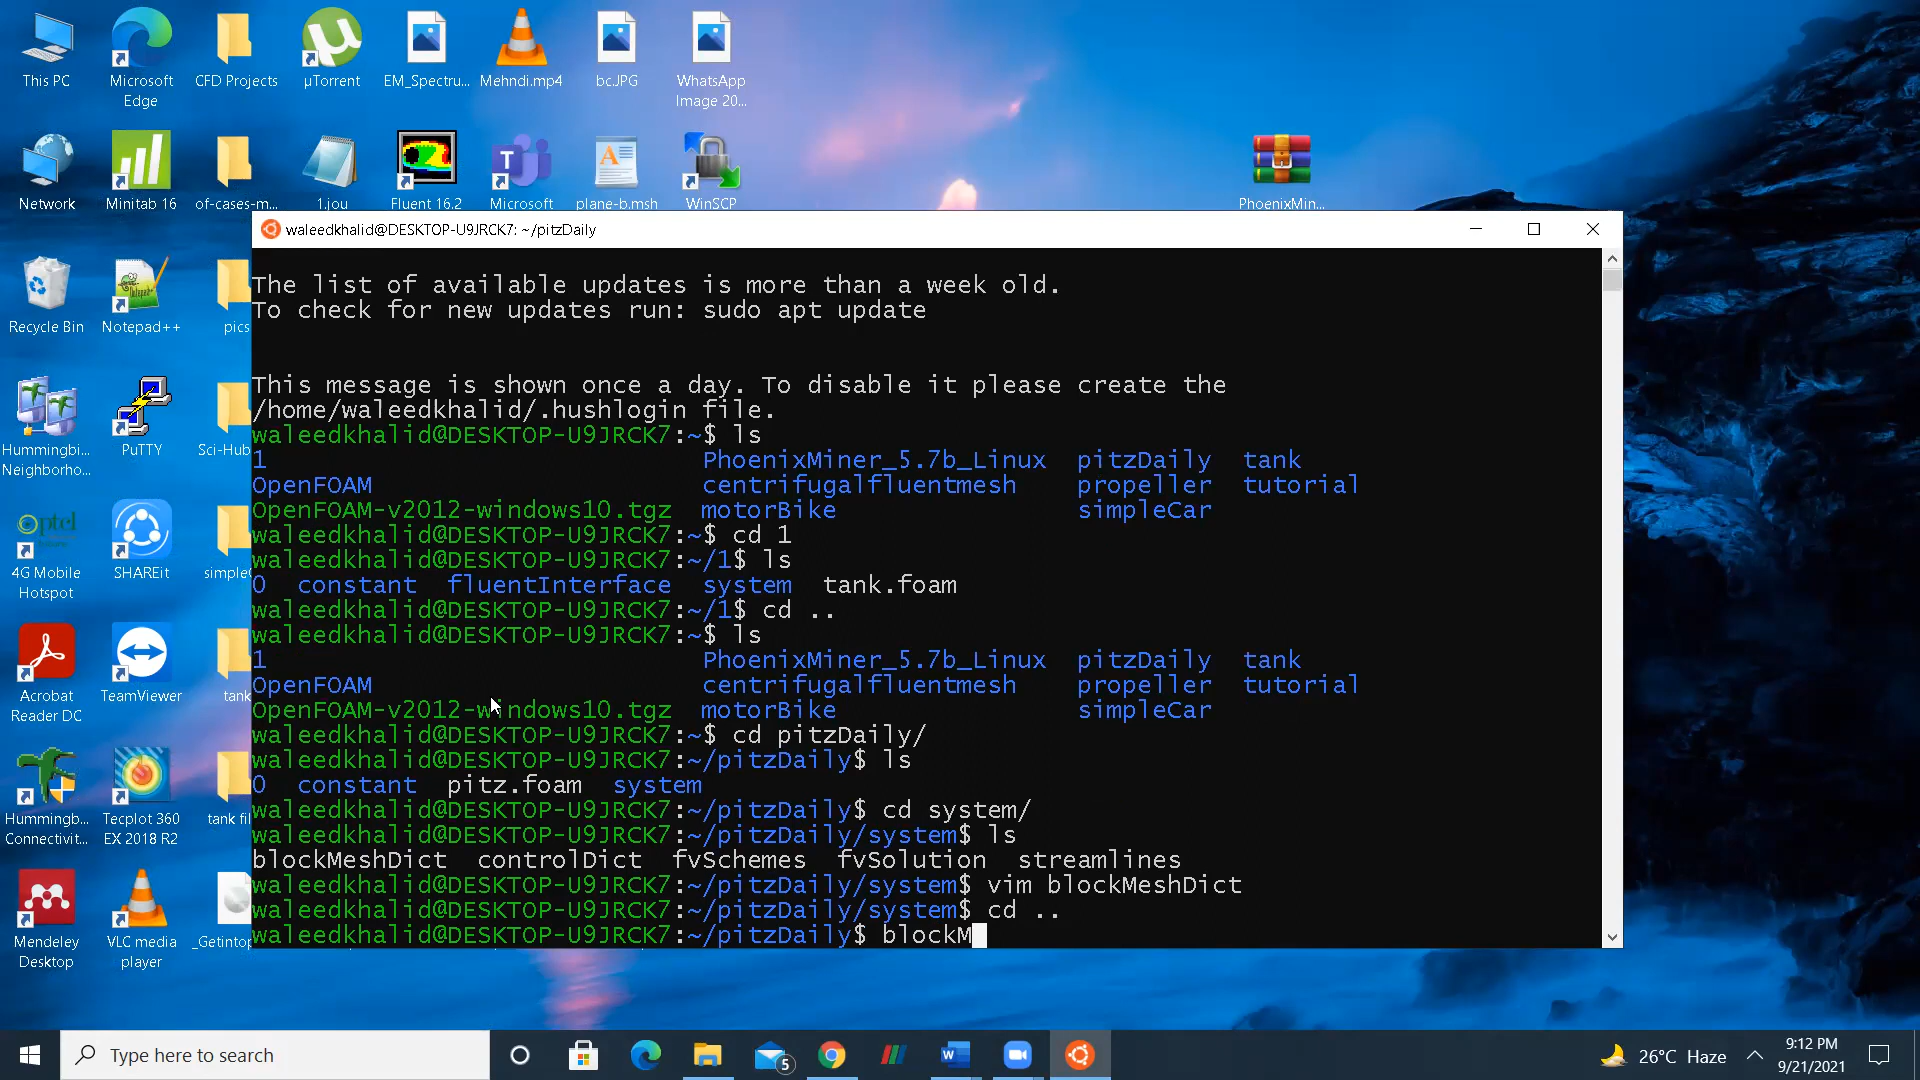 This PC
Microsoft Edge
CFD Projects
µTorrent
EM_Spectru...
Mehndi.mp4
bc.JPG
WhatsApp Image 20...
Network
Minitab 16
of-cases-m...
1.jou
Fluent 16.2
Microsoft
plane-b.msh
WinSCP
PhoenixMin...
Recycle Bin
Notepad++
pics
Hummingbi... Neighborho...
PuTTY
Sci-Hub
4G Mobile Hotspot
SHAREit
simpleC
Acrobat Reader DC
TeamViewer
tank
Hummingb... Connectivit...
Tecplot 360 EX 2018 R2
tank fil
Mendeley Desktop
VLC media player
_Getintop
waleedkhalid@DESKTOP-U9JRCK7: ~/pitzDaily
The list of available updates is more than a week old.
To check for new updates run: sudo apt update
This message is shown once a day. To disable it please create the
/home/waleedkhalid/.hushlogin file.
waleedkhalid@DESKTOP-U9JRCK7:~$ ls
1 PhoenixMiner_5.7b_Linux pitzDaily tank
OpenFOAM centrifugalfluentmesh propeller tutorial
OpenFOAM-v2012-windows10.tgz motorBike simpleCar
waleedkhalid@DESKTOP-U9JRCK7:~$ cd 1
waleedkhalid@DESKTOP-U9JRCK7:~/1$ ls
0 constant fluentInterface system tank.foam
waleedkhalid@DESKTOP-U9JRCK7:~/1$ cd ..
waleedkhalid@DESKTOP-U9JRCK7:~$ ls
1 PhoenixMiner_5.7b_Linux pitzDaily tank
OpenFOAM centrifugalfluentmesh propeller tutorial
OpenFOAM-v2012-windows10.tgz motorBike simpleCar
waleedkhalid@DESKTOP-U9JRCK7:~$ cd pitzDaily/
waleedkhalid@DESKTOP-U9JRCK7:~/pitzDaily$ ls
0 constant pitz.foam system
waleedkhalid@DESKTOP-U9JRCK7:~/pitzDaily$ cd system/
waleedkhalid@DESKTOP-U9JRCK7:~/pitzDaily/system$ ls
blockMeshDict controlDict fvSchemes fvSolution streamlines
waleedkhalid@DESKTOP-U9JRCK7:~/pitzDaily/system$ vim blockMeshDict
waleedkhalid@DESKTOP-U9JRCK7:~/pitzDaily/system$ cd ..
waleedkhalid@DESKTOP-U9JRCK7:~/pitzDaily$ blockM
Type here to search
5
26°C Haze
9:12 PM
9/21/2021